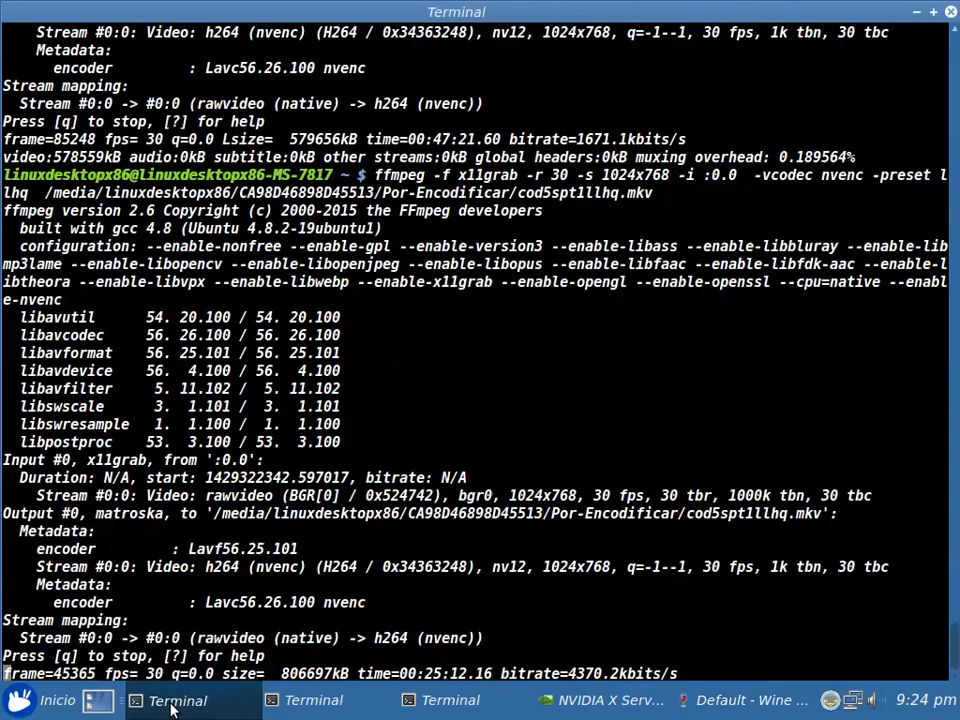 Terminal
Stream #0:0: Video: h264 (nvenc) (H264 / 0x34363248), nv12, 1024x768, q=-1--1, 30 fps, 1k tbn, 30 tbc
Metadata:
encoder : Lavc56.26.100 nvenc
Stream mapping:
Stream #0:0 -> #0:0 (rawvideo (native) -> h264 (nvenc))
Press [q] to stop, [?] for help
frame=85248 fps= 30 q=0.0 Lsize= 579656kB time=00:47:21.60 bitrate=1671.1kbits/s
video:578559kB audio:0kB subtitle:0kB other streams:0kB global headers:0kB muxing overhead: 0.189564%
linuxdesktopx86@linuxdesktopx86-MS-7817 ~ $ ffmpeg -f x11grab -r 30 -s 1024x768 -i :0.0 -vcodec nvenc -preset l
lhq /media/linuxdesktopx86/CA98D46898D45513/Por-Encodificar/cod5spt1llhq.mkv
ffmpeg version 2.6 Copyright (c) 2000-2015 the FFmpeg developers
built with gcc 4.8 (Ubuntu 4.8.2-19ubuntu1)
configuration: --enable-nonfree --enable-gpl --enable-version3 --enable-libass --enable-libbluray --enable-lib
mp3lame --enable-libopencv --enable-libopenjpeg --enable-libopus --enable-libfaac --enable-libfdk-aac --enable-l
ibtheora --enable-libvpx --enable-libwebp --enable-x11grab --enable-opengl --enable-openssl --cpu=native --enabl
e-nvenc
libavutil 54. 20.100 / 54. 20.100
libavcodec 56. 26.100 / 56. 26.100
libavformat 56. 25.101 / 56. 25.101
libavdevice 56. 4.100 / 56. 4.100
libavfilter 5. 11.102 / 5. 11.102
libswscale 3. 1.101 / 3. 1.101
libswresample 1. 1.100 / 1. 1.100
libpostproc 53. 3.100 / 53. 3.100
Input #0, x11grab, from ':0.0':
Duration: N/A, start: 1429322342.597017, bitrate: N/A
Stream #0:0: Video: rawvideo (BGR[0] / 0x524742), bgr0, 1024x768, 30 fps, 30 tbr, 1000k tbn, 30 tbc
Output #0, matroska, to '/media/linuxdesktopx86/CA98D46898D45513/Por-Encodificar/cod5spt1llhq.mkv':
Metadata:
encoder : Lavf56.25.101
Stream #0:0: Video: h264 (nvenc) (H264 / 0x34363248), nv12, 1024x768, q=-1--1, 30 fps, 1k tbn, 30 tbc
Metadata:
encoder : Lavc56.26.100 nvenc
Stream mapping:
Stream #0:0 -> #0:0 (rawvideo (native) -> h264 (nvenc))
Press [q] to stop, [?] for help
frame=45365 fps= 30 q=0.0 size= 806697kB time=00:25:12.16 bitrate=4370.2kbits/s
Inicio Terminal Terminal Terminal NVIDIA X Serv... Default - Wine ... 9:24 pm